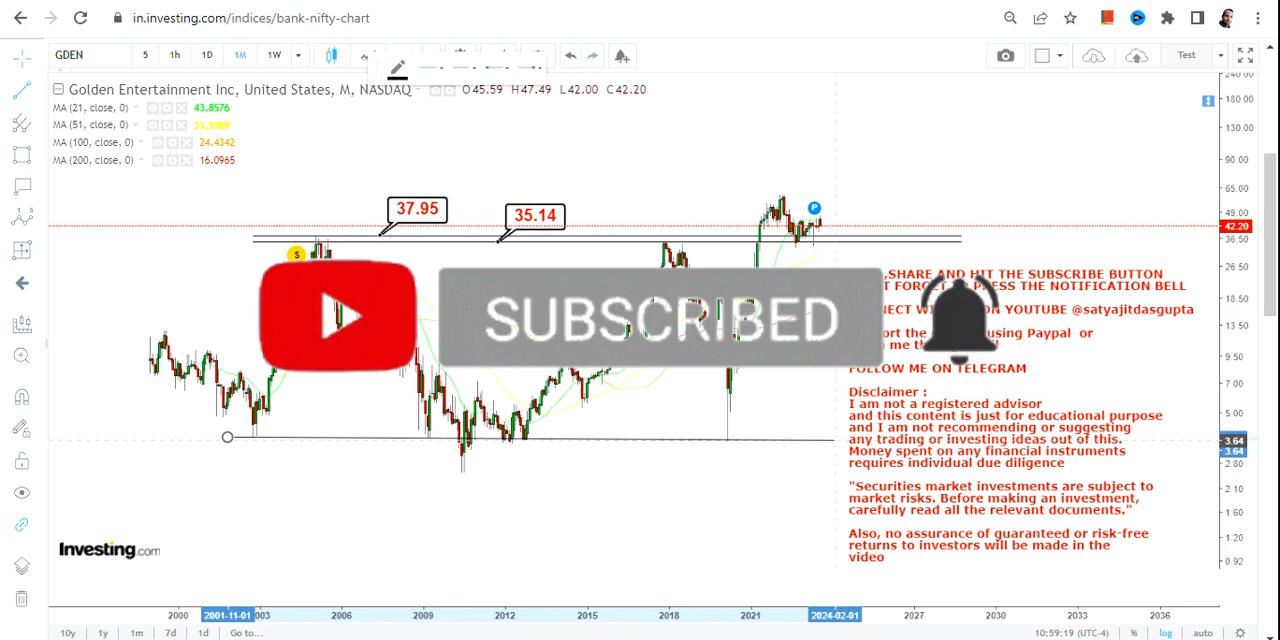 in.investing.com/indices/bank-nifty-chart
GDEN 5 1h 1D 1M 1W Test
Golden Entertainment Inc, United States, M, NASDAQ O45.59 H47.49 L42.00 C42.20
MA (21, close, 0) 43.8576
MA (51, close, 0)
MA (100, close, 0) 24.4342
MA (200, close, 0) 16.0965
37.95
35.14
S
P
240.00
180.00
130.00
90.00
65.00
49.00
42.20
36.50
26.50
18.50
13.50
9.50
7.00
5.00
3.64
3.64
2.80
2.10
1.60
1.20
0.92
SUBSCRIBED
,SHARE AND HIT THE SUBSCRIBE BUTTON
PRESS THE NOTIFICATION BELL
ON YOUTUBE @satyajitdasgupta
using Paypal or
me
FOLLOW ME ON TELEGRAM
Disclaimer :
I am not a registered advisor
and this content is just for educational purpose
and I am not recommending or suggesting
any trading or investing ideas out of this.
Money spent on any financial instruments
requires individual due diligence
"Securities market investments are subject to
market risks. Before making an investment,
carefully read all the relevant documents."
Also, no assurance of guaranteed or risk-free
returns to investors will be made in the
video
Investing.com
2000 2001-11-01 003 2006 2009 2012 2015 2018 2021 2024-02-01 2027 2030 2033 2036
10y 1y 1m 7d 1d Go to... 10:59:19 (UTC-4) % log auto